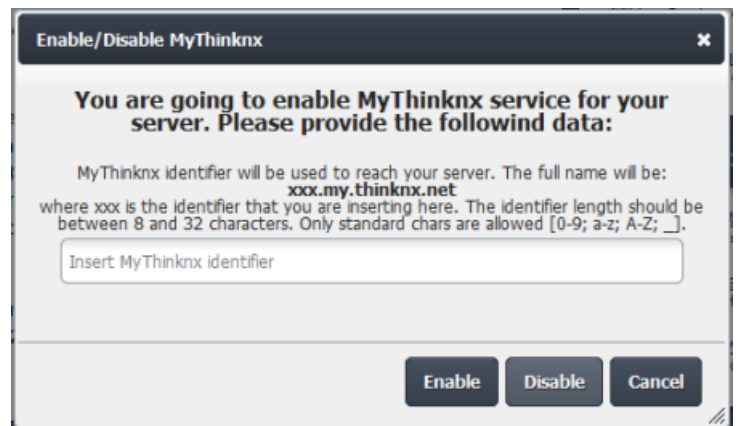 Enable/Disable MyThinknx
You are going to enable MyThinknx service for your
server. Please provide the followind data:
MyThinknx identifier will be used to reach your server. The full name will be:
xxx.my.thinknx.net
where xxx is the identifier that you are inserting here. The identifier length should be
between 8 and 32 characters. Only standard chars are allowed [0-9; a-z; A-Z; _].
Insert MyThinknx identifier
Enable Disable Cancel